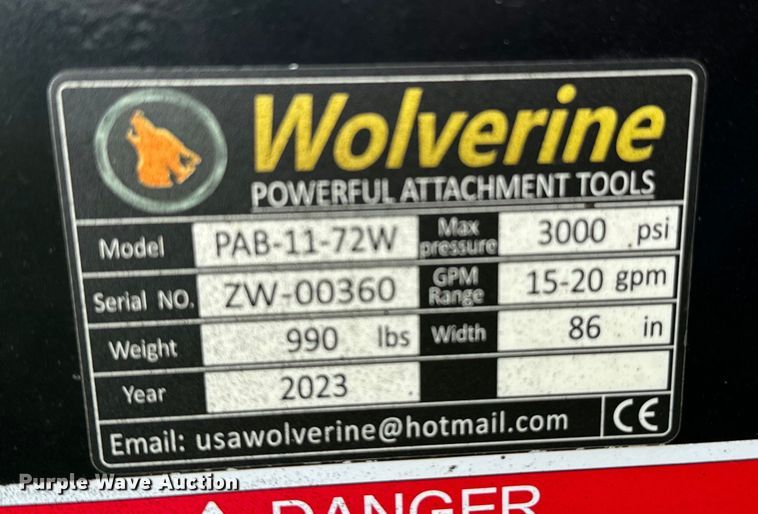 Wolverine
POWERFUL ATTACHMENT TOOLS
Model PAB-11-72W Max pressure 3000 psi
Serial NO. ZW-00360 GPM Range 15-20 gpm
Weight 990 lbs Width 86 in
Year 2023
Email: usawolverine@hotmail.com CE
Purple Wave Auction
DANGER